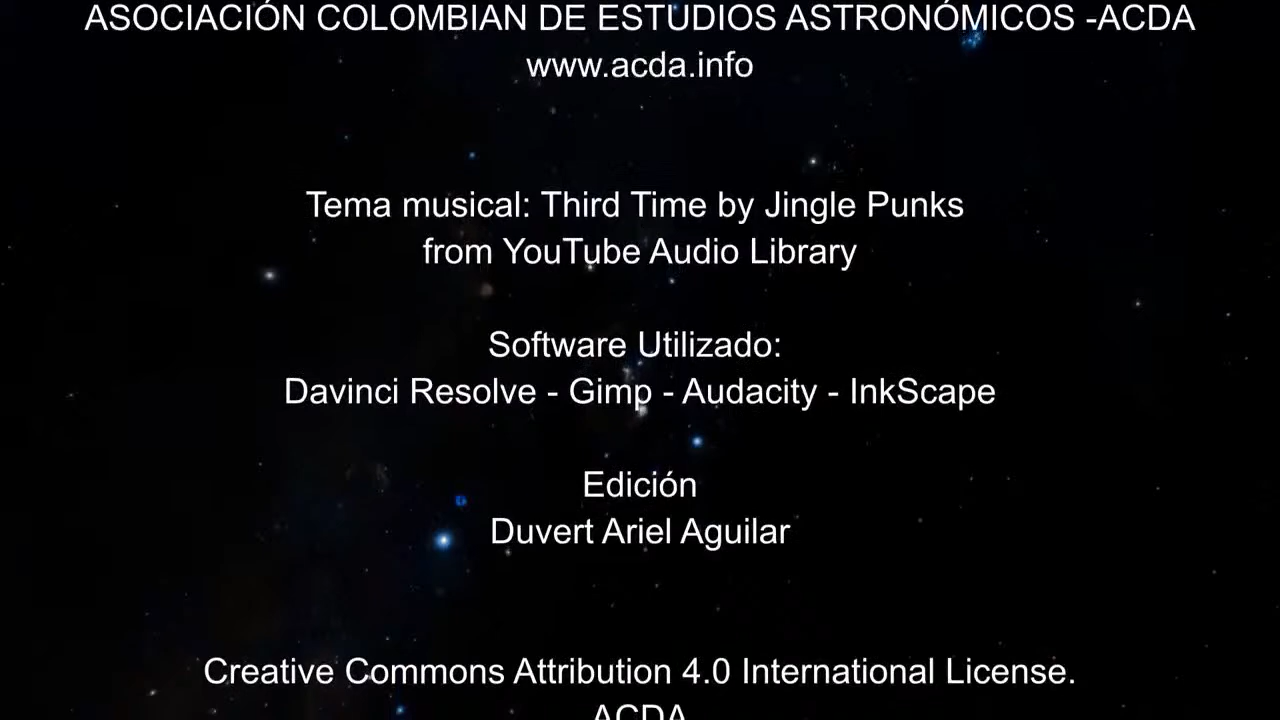 ASOCIACIÓN COLOMBIAN DE ESTUDIOS ASTRONÓMICOS -ACDA
www.acda.info
Tema musical: Third Time by Jingle Punks
from YouTube Audio Library
Software Utilizado:
Davinci Resolve - Gimp - Audacity - InkScape
Edición
Duvert Ariel Aguilar
Creative Commons Attribution 4.0 International License.
ACDA